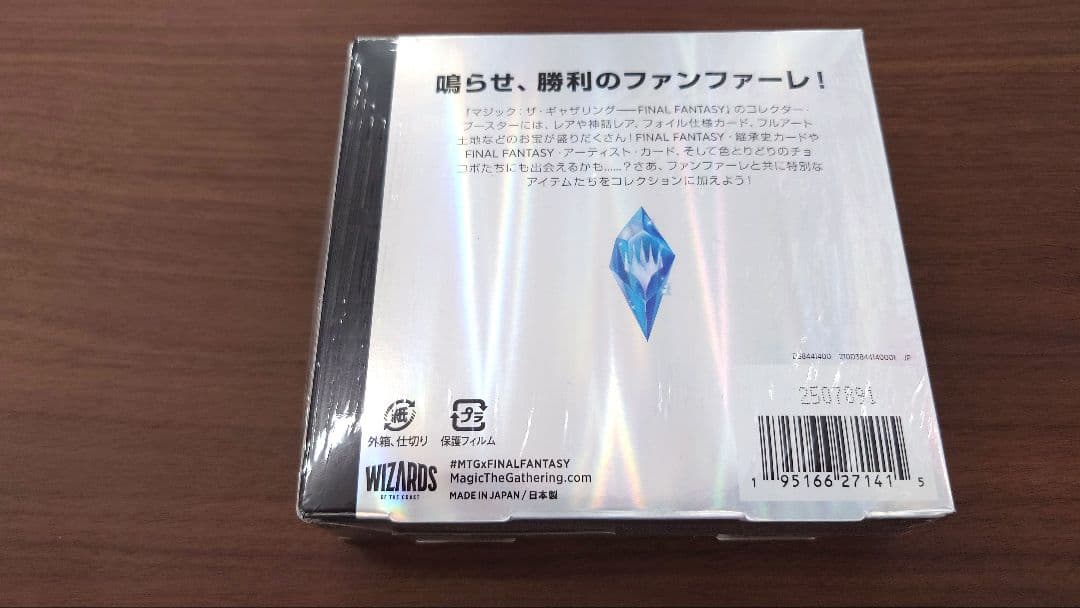 鳴らせ、勝利のファンファーレ！
『マジック：ザ・ギャザリング——FINAL FANTASY』のコレクター・
ブースターには、レアや神話レア、フォイル仕様カード、フルアート
土地などのお宝が盛りだくさん！FINAL FANTASY・継承史カードや
FINAL FANTASY・アーティスト・カード、そして色とりどりのチョ
コボたちにも出会えるかも……？さあ、ファンファーレと共に特別な
アイテムたちをコレクションに加えよう！
D38441400 21003844140001 JP
2507891
紙 プラ
外箱、仕切り 保護フィルム
WIZARDS
OF THE COAST
#MTGxFINALFANTASY
MagicTheGathering.com
MADE IN JAPAN / 日本製
1 95166 27141 5